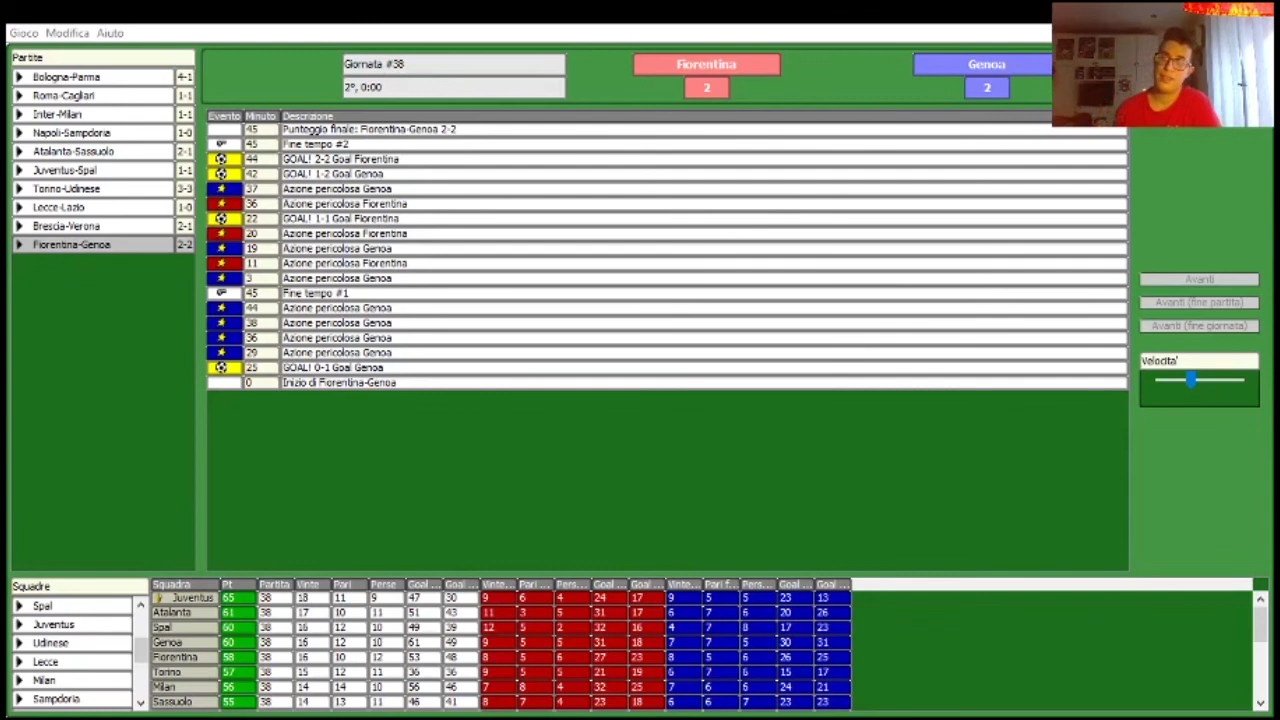 Gioco Modifica Aiuto
Partite
Bologna-Parma 4-1
Roma-Cagliari 1-1
Inter-Milan 1-1
Napoli-Sampdoria 1-0
Atalanta-Sassuolo 2-1
Juventus-Spal 1-1
Torino-Udinese 3-3
Lecce-Lazio 1-0
Brescia-Verona 2-1
Fiorentina-Genoa 2-2
Giornata #38
2°, 0:00
Fiorentina Genoa
2 2
Evento Minuto Descrizione
45 Punteggio finale: Fiorentina-Genoa 2-2
45 Fine tempo #2
44 GOAL! 2-2 Goal Fiorentina
42 GOAL! 1-2 Goal Genoa
37 Azione pericolosa Genoa
36 Azione pericolosa Fiorentina
22 GOAL! 1-1 Goal Fiorentina
20 Azione pericolosa Fiorentina
19 Azione pericolosa Genoa
11 Azione pericolosa Fiorentina
3 Azione pericolosa Genoa
45 Fine tempo #1
44 Azione pericolosa Genoa
38 Azione pericolosa Genoa
36 Azione pericolosa Genoa
29 Azione pericolosa Genoa
25 GOAL! 0-1 Goal Genoa
0 Inizio di Fiorentina-Genoa
Avanti
Avanti (fine partita)
Avanti (fine giornata)
Velocita'
Squadre
Spal
Juventus
Udinese
Lecce
Milan
Sampdoria
Squadra Pt Partita Vinte Pari Perse Goal ... Goal ... Vinte... Pari ... Pers... Goal ... Goal ... Vinte... Pari f... Pers... Goal ... Goal ...
Juventus 65 38 18 11 9 47 30 9 6 4 24 17 9 5 5 23 13
Atalanta 61 38 17 10 11 51 43 11 3 5 31 17 6 7 6 20 26
Spal 60 38 16 12 10 49 39 12 5 2 32 16 4 7 8 17 23
Genoa 60 38 16 12 10 61 49 9 5 5 31 18 7 7 5 30 31
Fiorentina 58 38 16 10 12 53 48 8 5 6 27 23 8 5 6 26 25
Torino 57 38 15 12 11 36 36 9 5 5 21 19 6 7 6 15 17
Milan 56 38 14 14 10 56 46 7 8 4 32 25 7 6 6 24 21
Sassuolo 55 38 14 13 11 46 41 8 7 4 23 18 6 6 7 23 23